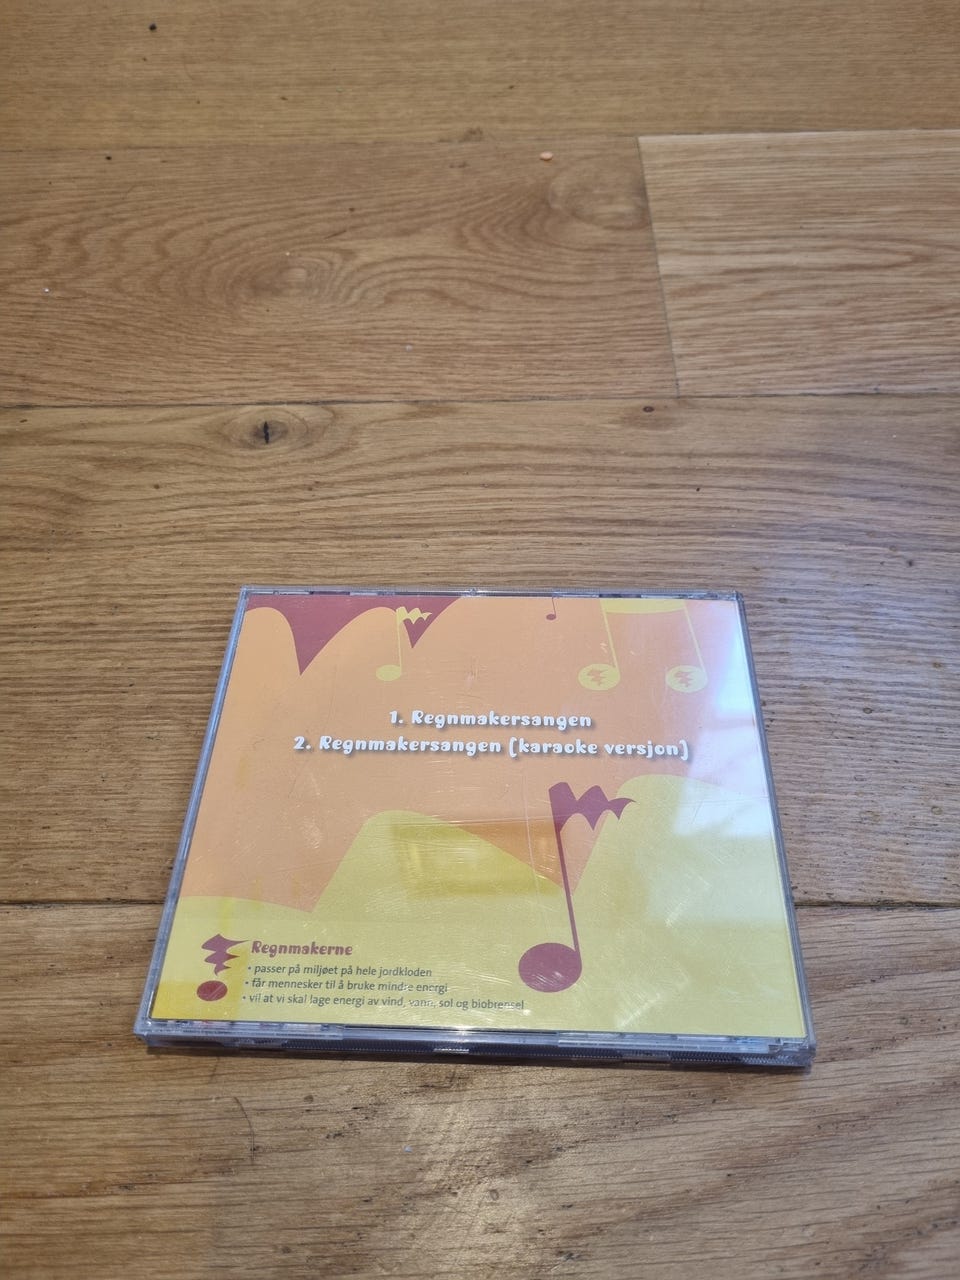 1. Regnmakersangen
2. Regnmakersangen (karaoke versjon)
Regnmakerne
• passer på miljøet på hele jordkloden
• får mennesker til å bruke mindre energi
• vil at vi skal lage energi av vind, vann, sol og biobrensel